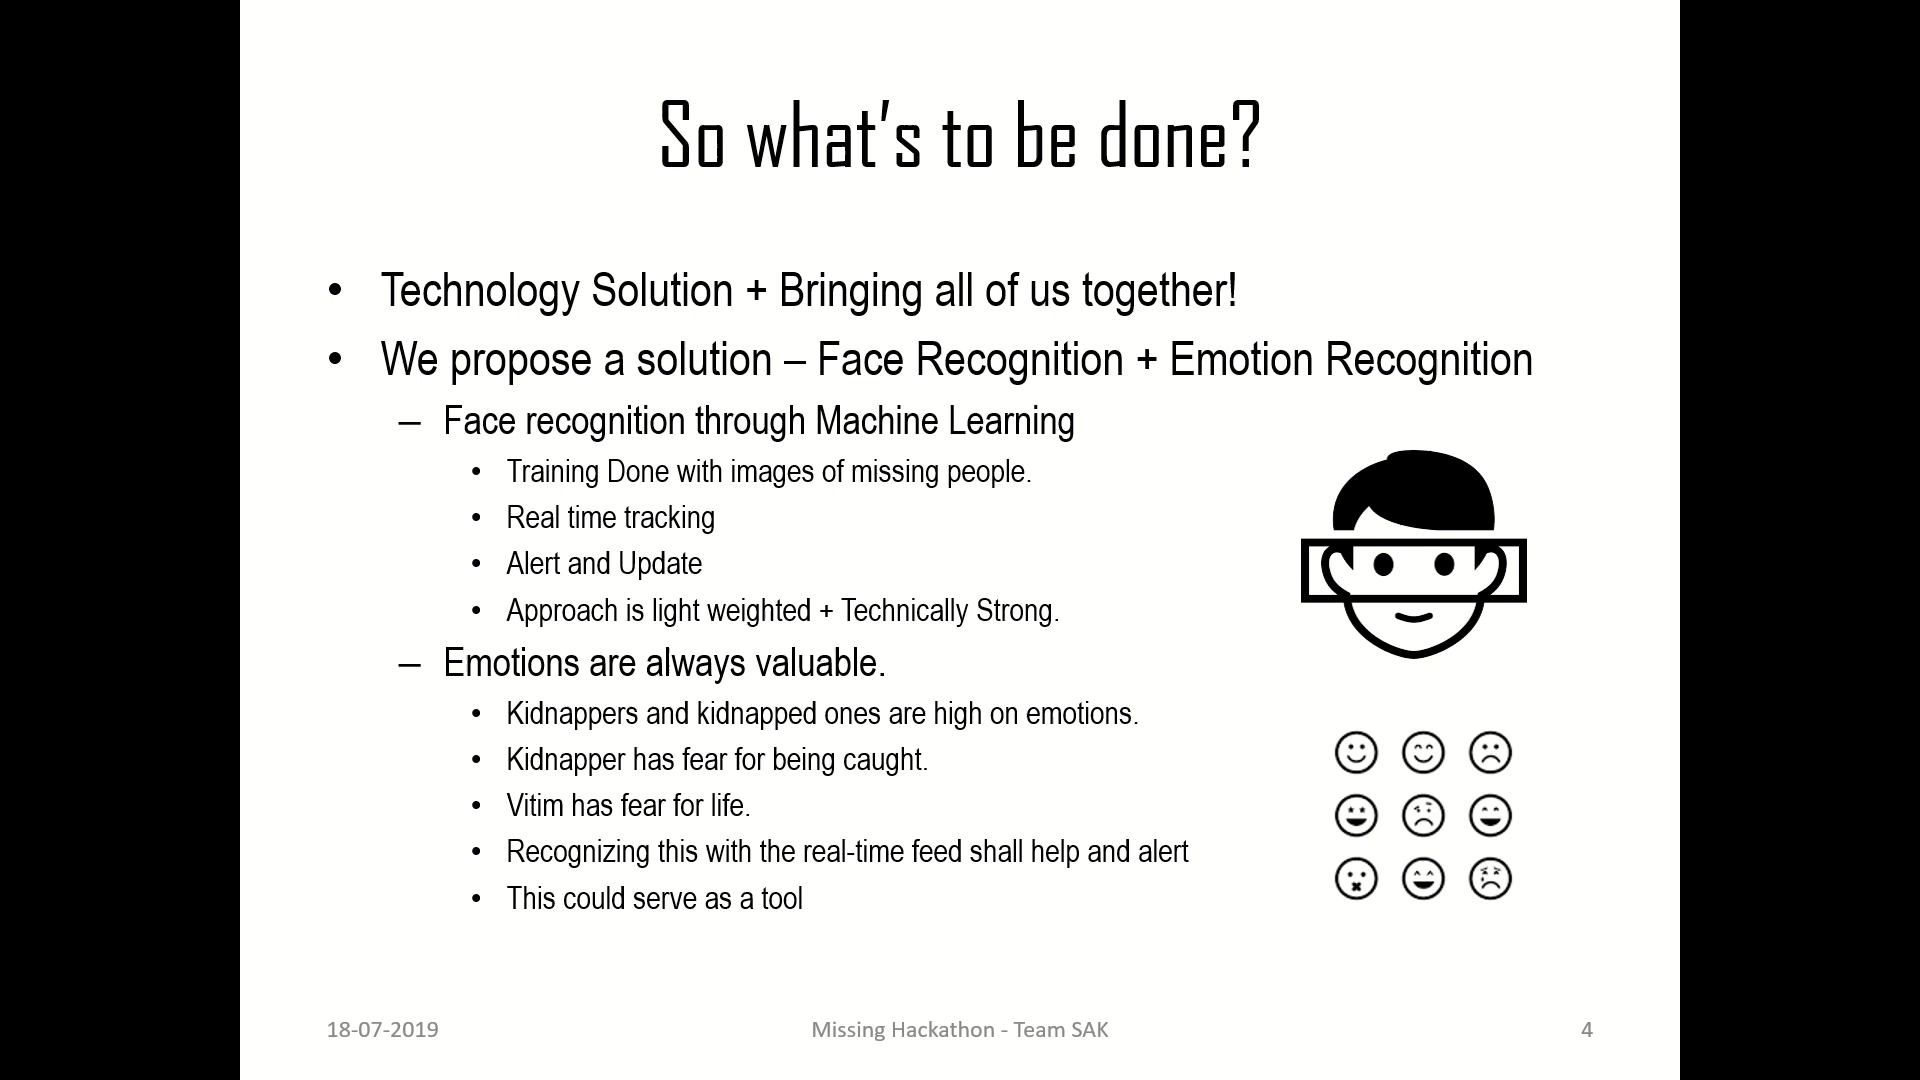 So what's to be done?
• Technology Solution + Bringing all of us together!
• We propose a solution – Face Recognition + Emotion Recognition
– Face recognition through Machine Learning
• Training Done with images of missing people.
• Real time tracking
• Alert and Update
• Approach is light weighted + Technically Strong.
– Emotions are always valuable.
• Kidnappers and kidnapped ones are high on emotions.
• Kidnapper has fear for being caught.
• Vitim has fear for life.
• Recognizing this with the real-time feed shall help and alert
• This could serve as a tool
18-07-2019
Missing Hackathon - Team SAK
4